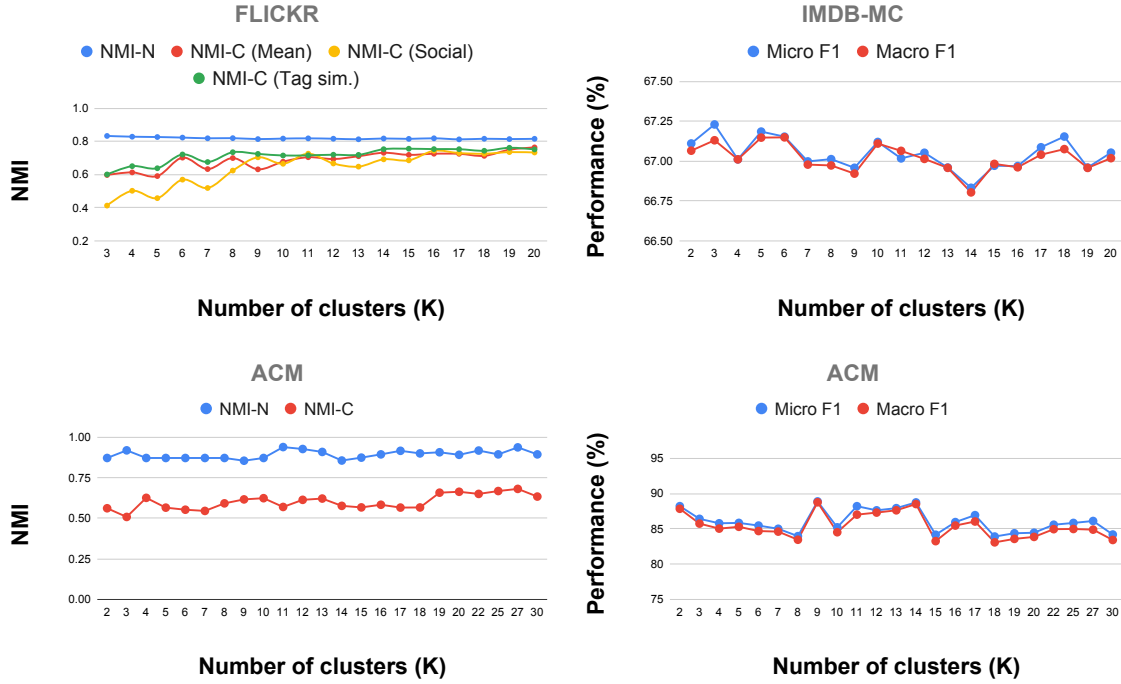 FLICKR
NMI-N NMI-C (Mean) NMI-C (Social)
NMI-C (Tag sim.)
1.0
0.8
0.6
0.4
0.2
NMI
3 4 5 6 7 8 9 10 11 12 13 14 15 16 17 18 19 20
Number of clusters (K)
IMDB-MC
Micro F1 Macro F1
67.50
67.25
67.00
66.75
66.50
Performance (%)
2 3 4 5 6 7 8 9 10 11 12 13 14 15 16 17 18 19 20
Number of clusters (K)
ACM
NMI-N NMI-C
1.00
0.75
0.50
0.25
0.00
NMI
2 3 4 5 6 7 8 9 10 11 12 13 14 15 16 17 18 19 20 22 25 27 30
Number of clusters (K)
ACM
Micro F1 Macro F1
95
90
85
80
75
Performance (%)
2 3 4 5 6 7 8 9 10 11 12 13 14 15 16 17 18 19 20 22 25 27 30
Number of clusters (K)